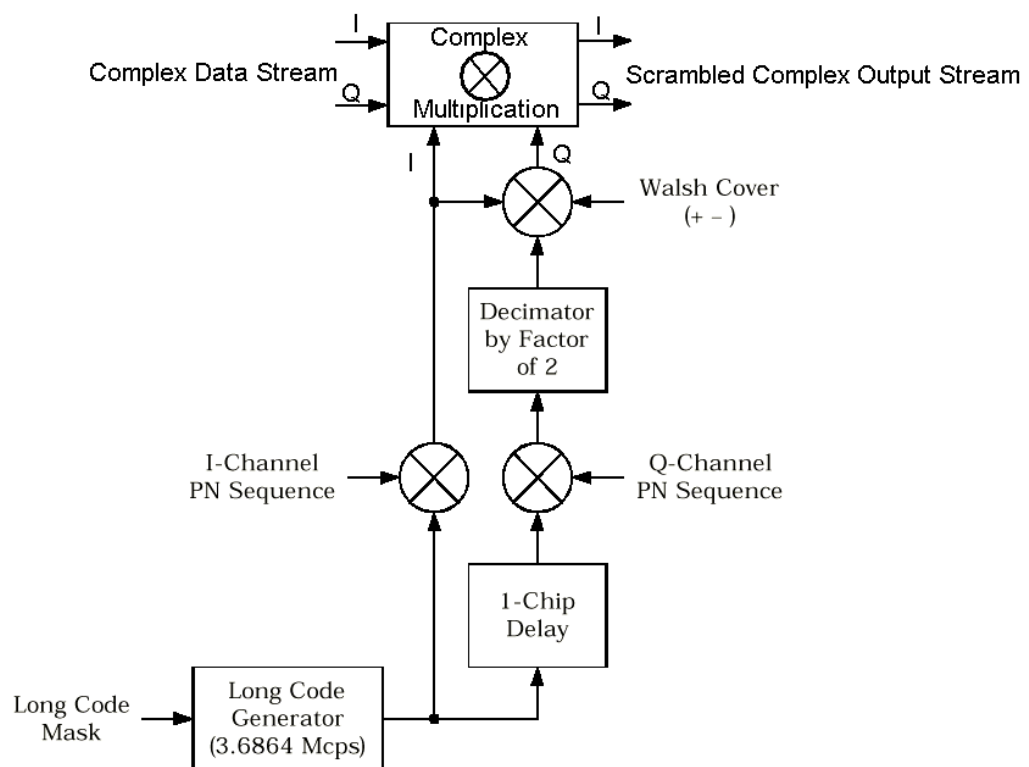 I
I
Complex
Complex Data Stream
Scrambled Complex Output Stream
Q
Q
Multiplication
I
Q
Walsh Cover
(+ – )
Decimator
by Factor
of 2
I-Channel
PN Sequence
Q-Channel
PN Sequence
1-Chip
Delay
Long Code
Mask
Long Code
Generator
(3.6864 Mcps)